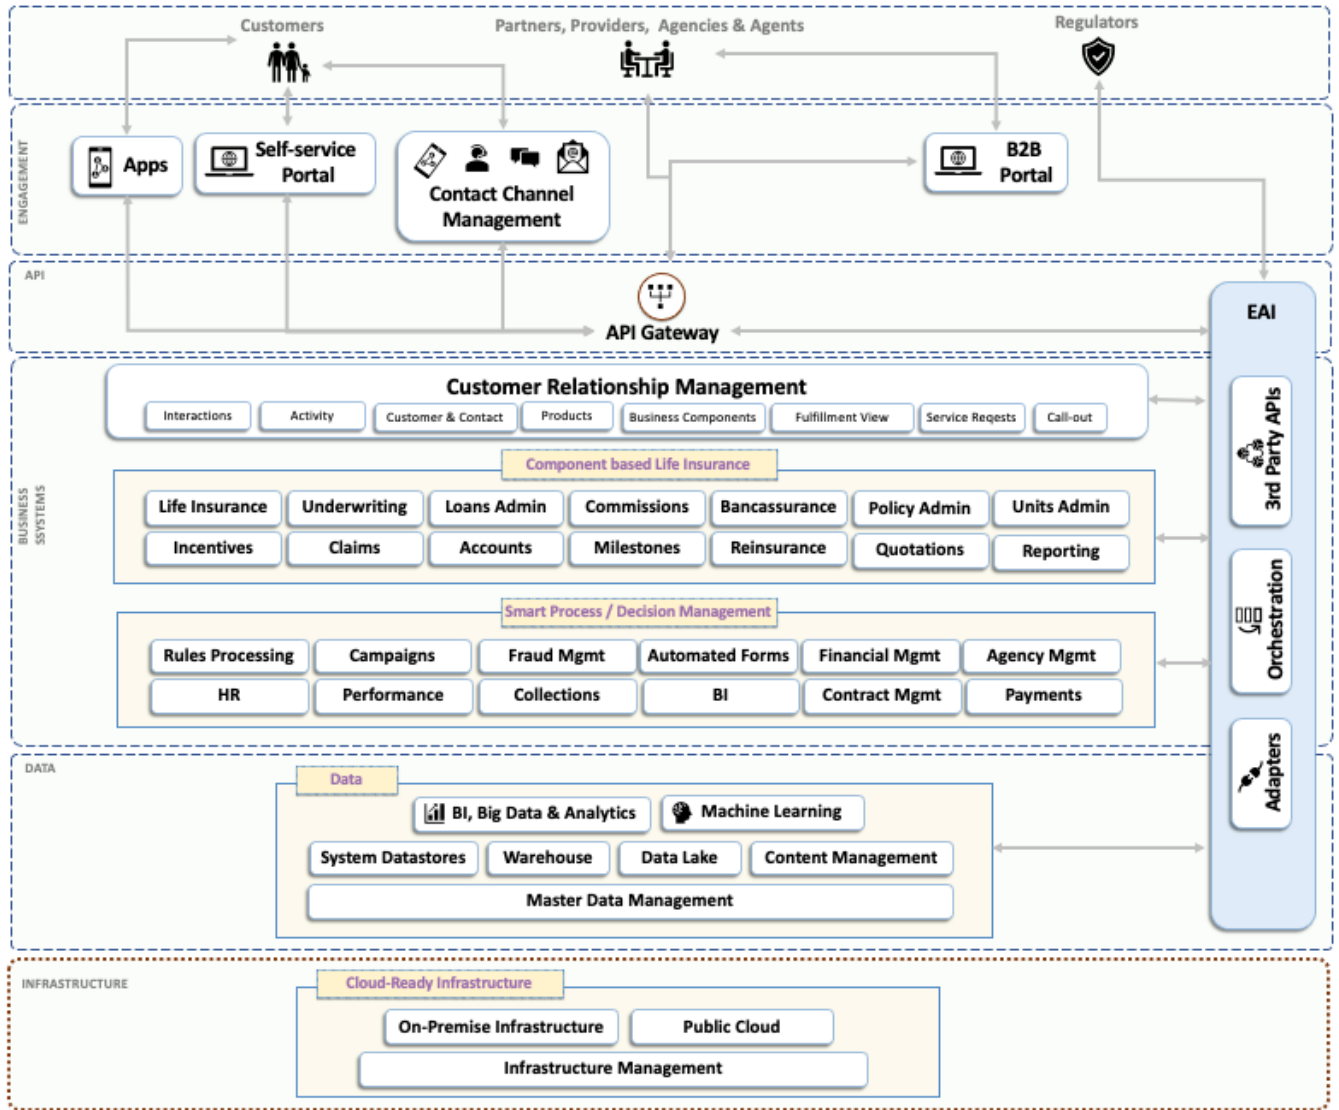 Customers
Partners, Providers, Agencies & Agents
Regulators
ENGAGEMENT
Apps
Self-service
Portal
Contact Channel
Management
B2B
Portal
API
API Gateway
EAI
3rd Party APIs
Orchestration
Adapters
BUSINESS
SSYSTEMS
Customer Relationship Management
Interactions
Activity
Customer & Contact
Products
Business Components
Fulfillment View
Service Reqests
Call-out
Component based Life Insurance
Life Insurance
Underwriting
Loans Admin
Commissions
Bancassurance
Policy Admin
Units Admin
Incentives
Claims
Accounts
Milestones
Reinsurance
Quotations
Reporting
Smart Process / Decision Management
Rules Processing
Campaigns
Fraud Mgmt
Automated Forms
Financial Mgmt
Agency Mgmt
HR
Performance
Collections
BI
Contract Mgmt
Payments
DATA
Data
BI, Big Data & Analytics
Machine Learning
System Datastores
Warehouse
Data Lake
Content Management
Master Data Management
INFRASTRUCTURE
Cloud-Ready Infrastructure
On-Premise Infrastructure
Public Cloud
Infrastructure Management